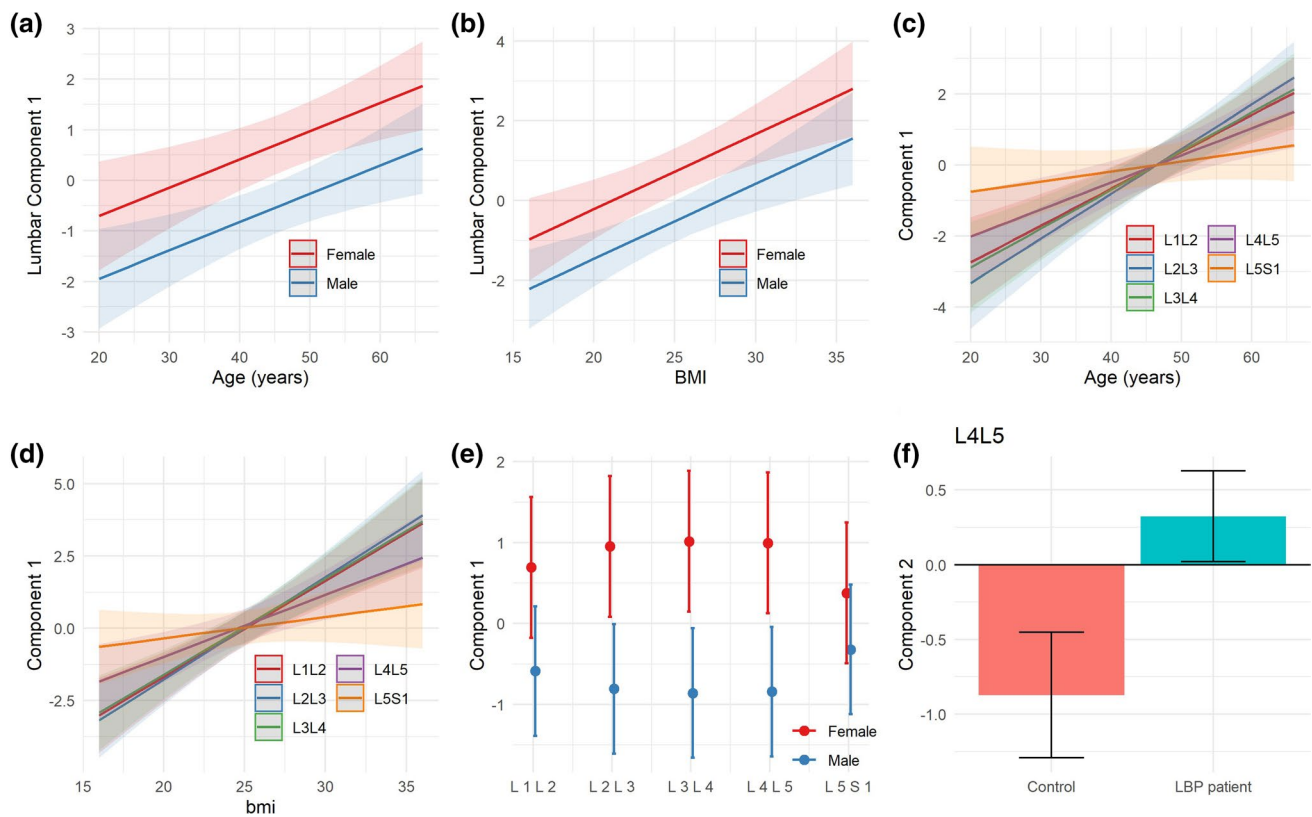 (a)
3
2
1
0
-1
-2
-3
Lumbar Component 1
20 30 40 50 60
Age (years)
Female
Male
(b)
4
2
0
-2
Lumbar Component 1
15 20 25 30 35
BMI
Female
Male
(c)
2
0
-2
-4
Component 1
20 30 40 50 60
Age (years)
L1L2 L4L5
L2L3 L5S1
L3L4
(d)
5.0
2.5
0.0
-2.5
Component 1
15 20 25 30 35
bmi
L1L2 L4L5
L2L3 L5S1
L3L4
(e)
2
1
0
-1
Component 1
L 1 L 2 L 2 L 3 L 3 L 4 L 4 L 5 L 5 S 1
Female
Male
L4L5
(f)
0.5
0.0
-0.5
-1.0
Component 2
Control LBP patient